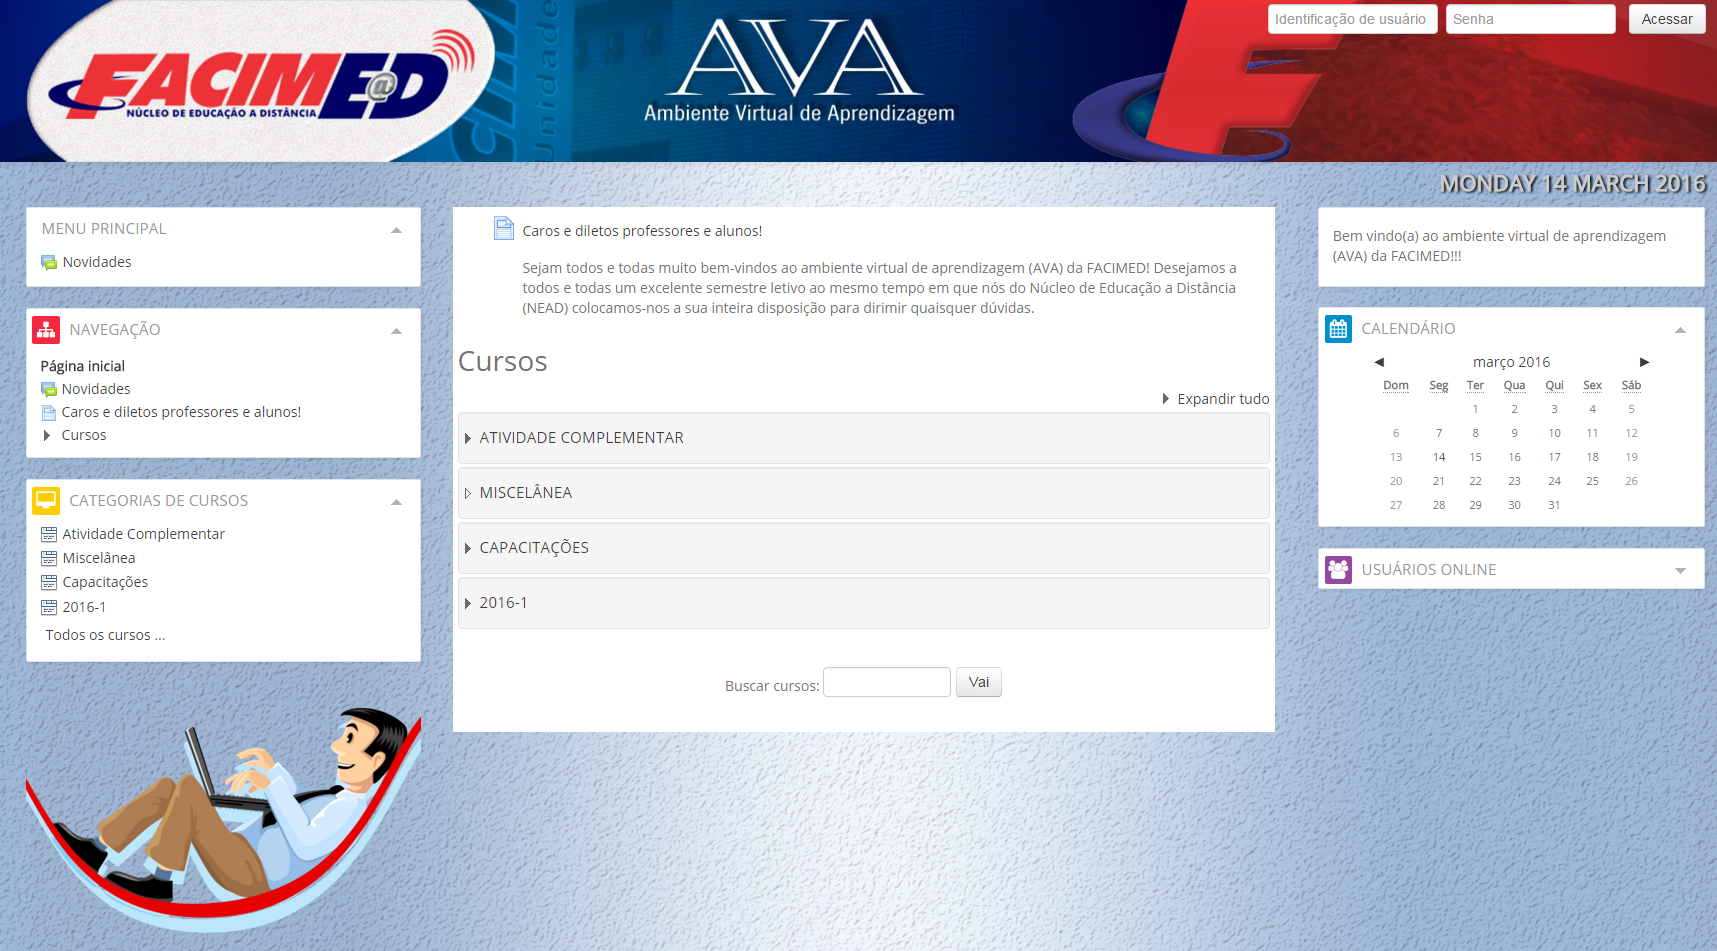 FACIMED
NÚCLEO DE EDUCAÇÃO A DISTÂNCIA
Unidade
AVA
Ambiente Virtual de Aprendizagem
Identificação de usuário
Senha
Acessar
MONDAY 14 MARCH 2016
MENU PRINCIPAL
Novidades
NAVEGAÇÃO
Página inicial
Novidades
Caros e diletos professores e alunos!
Cursos
CATEGORIAS DE CURSOS
Atividade Complementar
Miscelânea
Capacitações
2016-1
Todos os cursos ...
Caros e diletos professores e alunos!
Sejam todos e todas muito bem-vindos ao ambiente virtual de aprendizagem (AVA) da FACIMED! Desejamos a
todos e todas um excelente semestre letivo ao mesmo tempo em que nós do Núcleo de Educação a Distância
(NEAD) colocamos-nos a sua inteira disposição para dirimir quaisquer dúvidas.
Cursos
Expandir tudo
ATIVIDADE COMPLEMENTAR
MISCELÂNEA
CAPACITAÇÕES
2016-1
Buscar cursos:
Vai
Bem vindo(a) ao ambiente virtual de aprendizagem
(AVA) da FACIMED!!!
CALENDÁRIO
◀ março 2016 ▶
Dom Seg Ter Qua Qui Sex Sáb
1 2 3 4 5
6 7 8 9 10 11 12
13 14 15 16 17 18 19
20 21 22 23 24 25 26
27 28 29 30 31
USUÁRIOS ONLINE